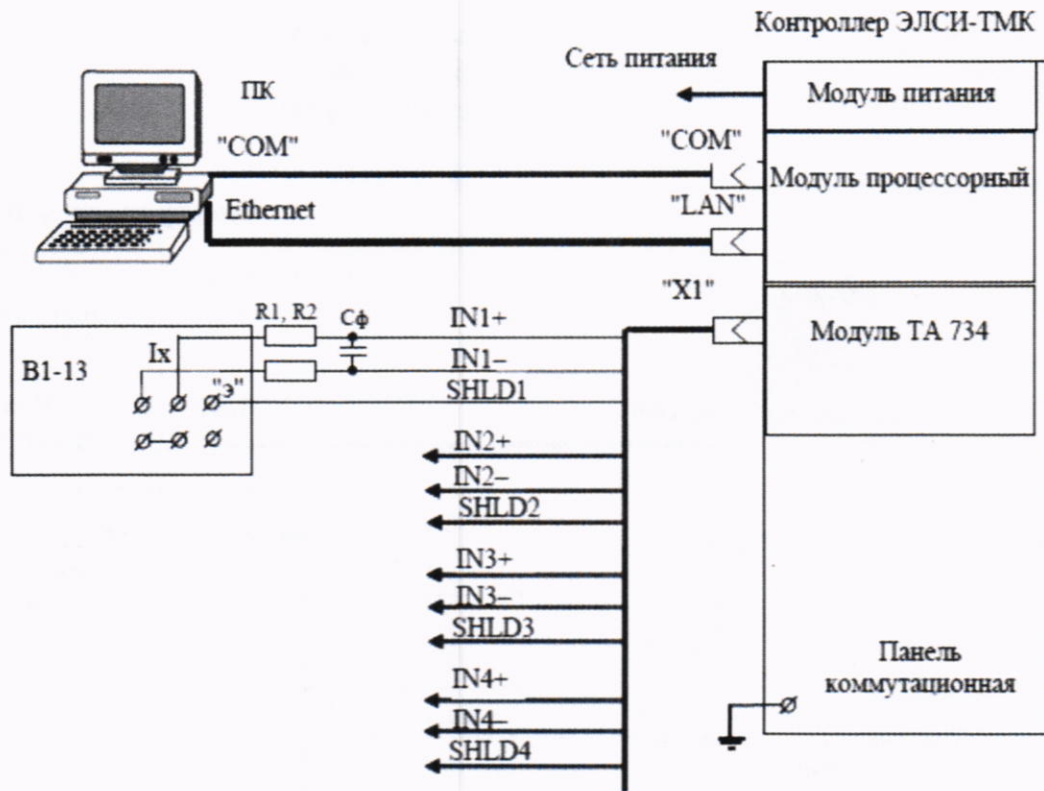 Контроллер ЭЛСИ-ТМК
Сеть питания
Модуль питания
ПК
"COM"
"COM"
Модуль процессорный
"LAN"
Ethernet
"X1"
Модуль ТА 734
R1, R2
Сф
IN1+
В1-13
Ix
IN1–
"э"
SHLD1
IN2+
IN2–
SHLD2
IN3+
IN3–
SHLD3
IN4+
IN4–
SHLD4
Панель
коммутационная